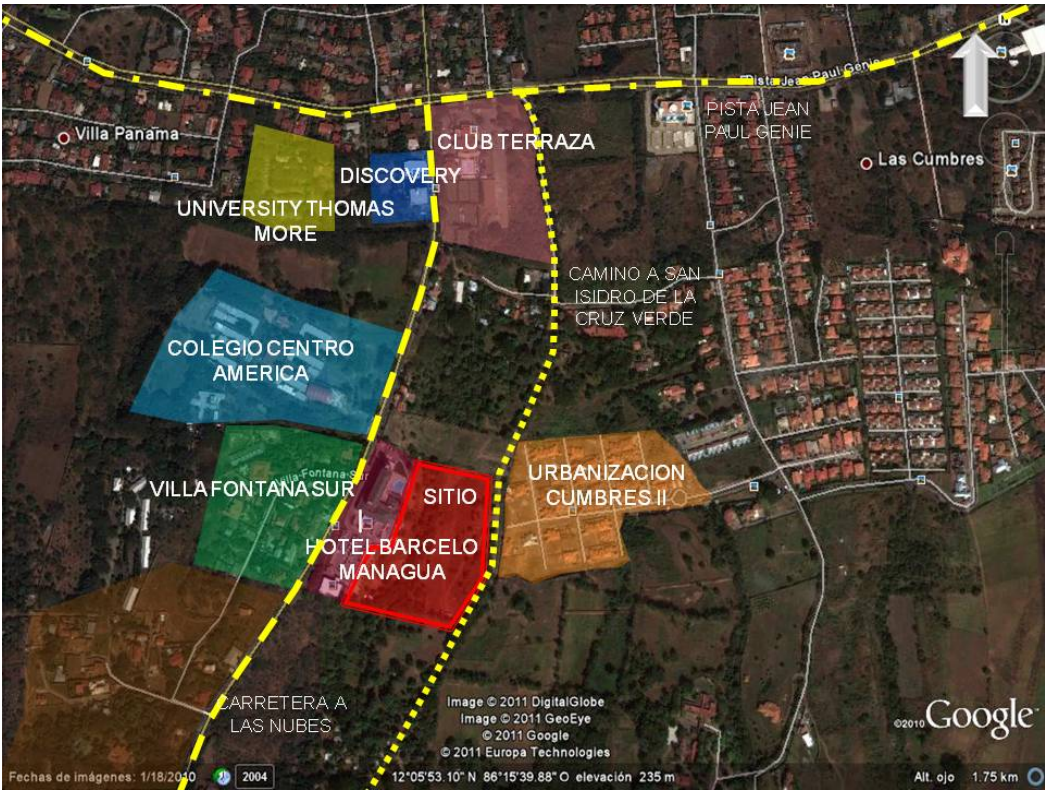 Pista Jean Paul Genie
PISTA JEAN
PAUL GENIE
Villa Panama
CLUB TERRAZA
Las Cumbres
DISCOVERY
UNIVERSITY THOMAS
MORE
CAMINO A SAN
ISIDRO DE LA
CRUZ VERDE
COLEGIO CENTRO
AMERICA
Villa Fontana Sur
VILLA FONTANA SUR
SITIO
URBANIZACION
CUMBRES II
HOTEL BARCELO
MANAGUA
CARRETERA A
LAS NUBES
Image © 2011 DigitalGlobe
Image © 2011 GeoEye
© 2011 Google
© 2011 Europa Technologies
©2010 Google
Fechas de imágenes: 1/18/2010 2004 12°05'53.10" N 86°15'39.88" O elevación 235 m Alt. ojo 1.75 km